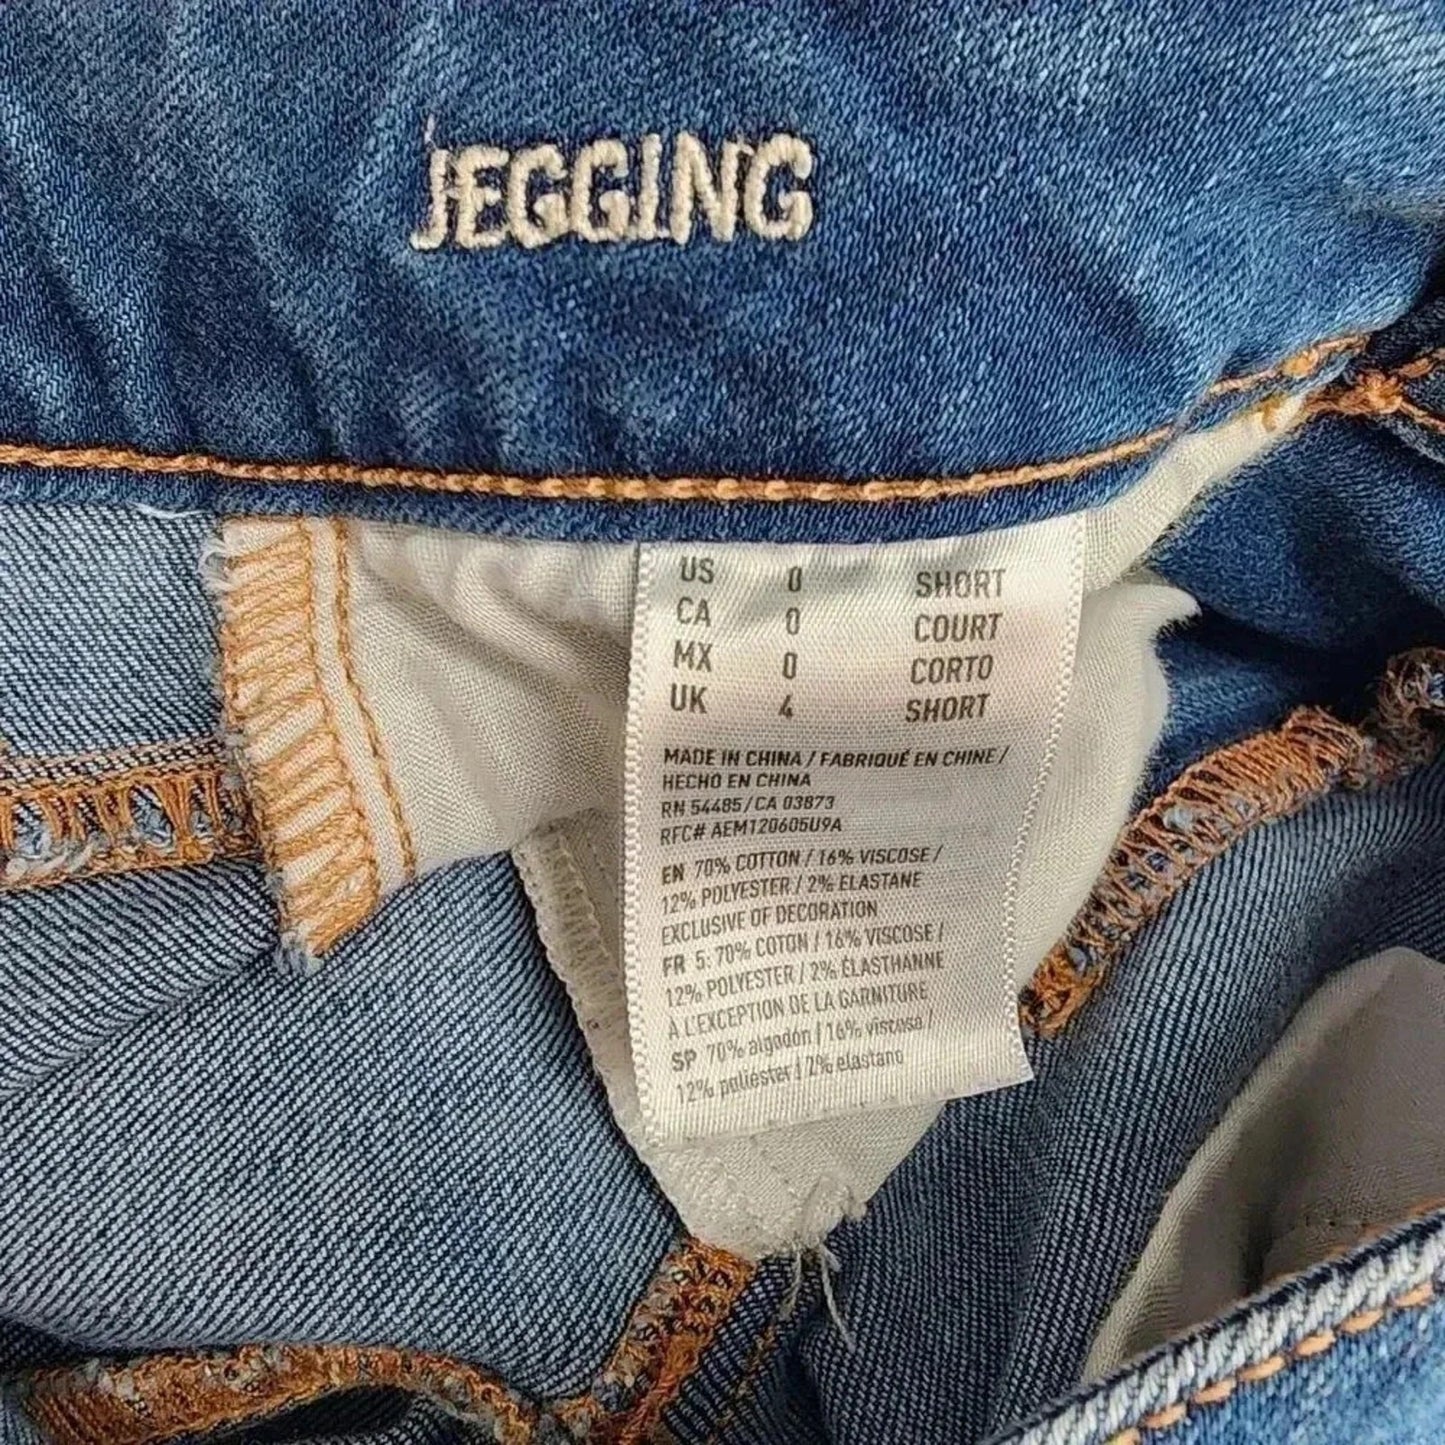 JEGGING
US 0 SHORT
CA 0 COURT
MX 0 CORTO
UK 4 SHORT
MADE IN CHINA / FABRIQUÉ EN CHINE /
HECHO EN CHINA
RN 54485 / CA 03873
RFC# AEM120605U9A
EN 70% COTTON / 16% VISCOSE /
12% POLYESTER / 2% ELASTANE
EXCLUSIVE OF DECORATION
FR 5: 70% COTON / 16% VISCOSE /
12% POLYESTER / 2% ÉLASTHANNE
À L'EXCEPTION DE LA GARNITURE
SP 70% algodón / 16% viscosa /
12% poliéster / 2% elastano